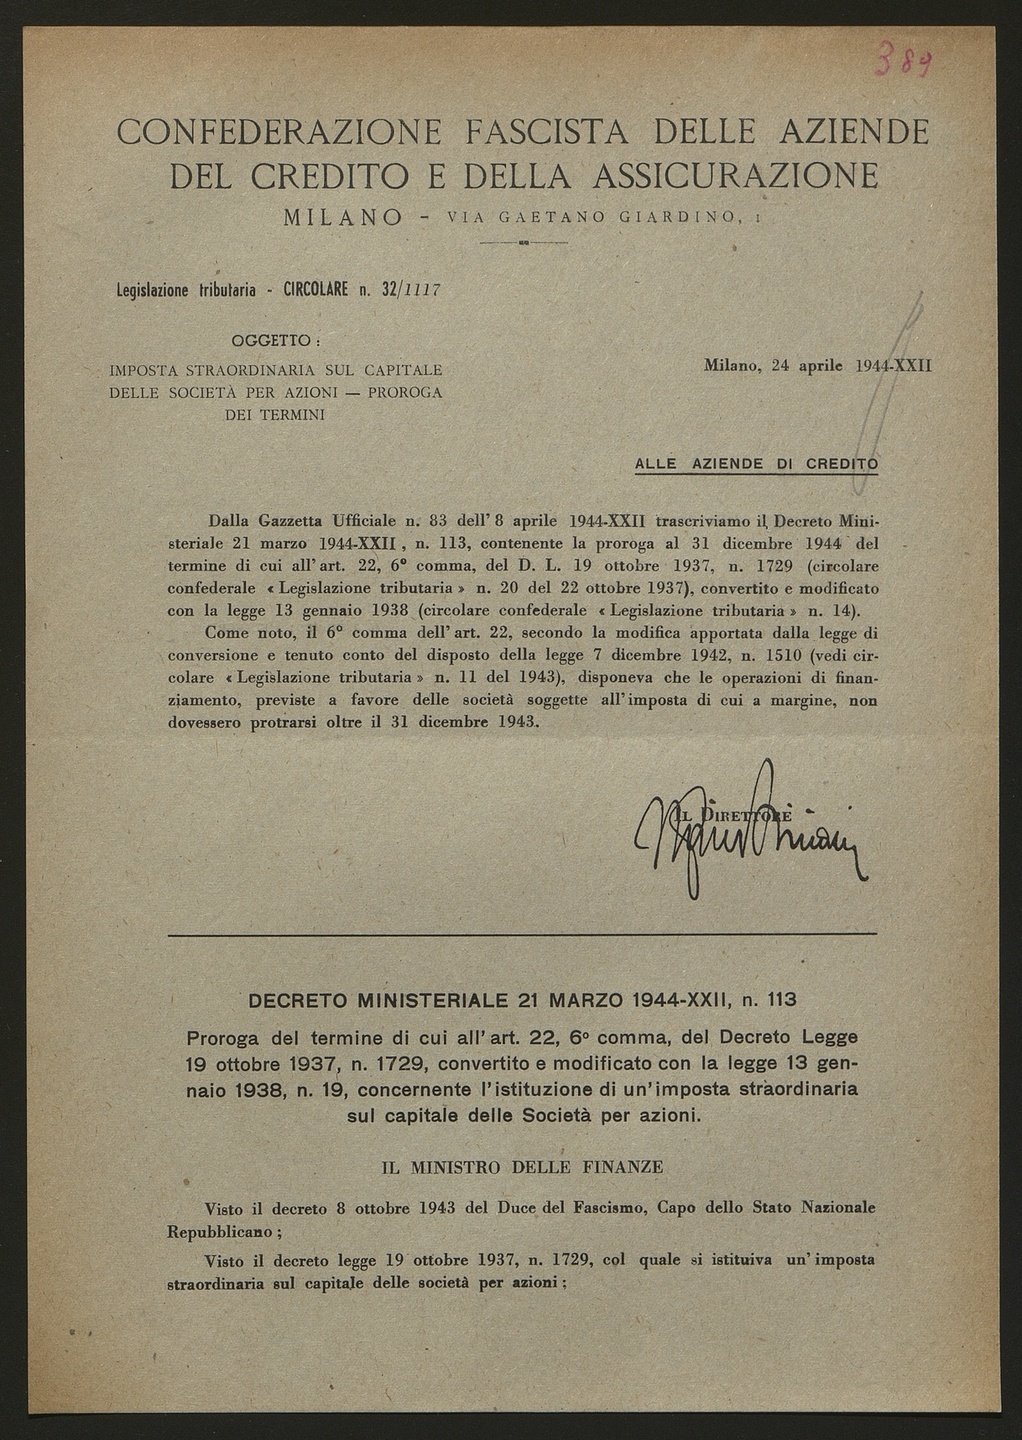 389
CONFEDERAZIONE FASCISTA DELLE AZIENDE
DEL CREDITO E DELLA ASSICURAZIONE
MILANO - VIA GAETANO GIARDINO, 1
Legislazione tributaria - CIRCOLARE n. 32/1117
OGGETTO :
IMPOSTA STRAORDINARIA SUL CAPITALE
DELLE SOCIETÀ PER AZIONI — PROROGA
DEI TERMINI
Milano, 24 aprile 1944-XXII
ALLE AZIENDE DI CREDITO
Dalla Gazzetta Ufficiale n. 83 dell' 8 aprile 1944-XXII trascriviamo il Decreto Mini-
steriale 21 marzo 1944-XXII , n. 113, contenente la proroga al 31 dicembre 1944 del
termine di cui all' art. 22, 6° comma, del D. L. 19 ottobre 1937, n. 1729 (circolare
confederale « Legislazione tributaria » n. 20 del 22 ottobre 1937), convertito e modificato
con la legge 13 gennaio 1938 (circolare confederale « Legislazione tributaria » n. 14).
Come noto, il 6° comma dell' art. 22, secondo la modifica apportata dalla legge di
conversione e tenuto conto del disposto della legge 7 dicembre 1942, n. 1510 (vedi cir-
colare « Legislazione tributaria » n. 11 del 1943), disponeva che le operazioni di finan-
ziamento, previste a favore delle società soggette all' imposta di cui a margine, non
dovessero protrarsi oltre il 31 dicembre 1943.
IL DIRETTORE
DECRETO MINISTERIALE 21 MARZO 1944-XXII, n. 113
Proroga del termine di cui all' art. 22, 6° comma, del Decreto Legge
19 ottobre 1937, n. 1729, convertito e modificato con la legge 13 gen-
naio 1938, n. 19, concernente l'istituzione di un'imposta straordinaria
sul capitale delle Società per azioni.
IL MINISTRO DELLE FINANZE
Visto il decreto 8 ottobre 1943 del Duce del Fascismo, Capo dello Stato Nazionale
Repubblicano ;
Visto il decreto legge 19 ottobre 1937, n. 1729, col quale si istituiva un' imposta
straordinaria sul capitale delle società per azioni ;